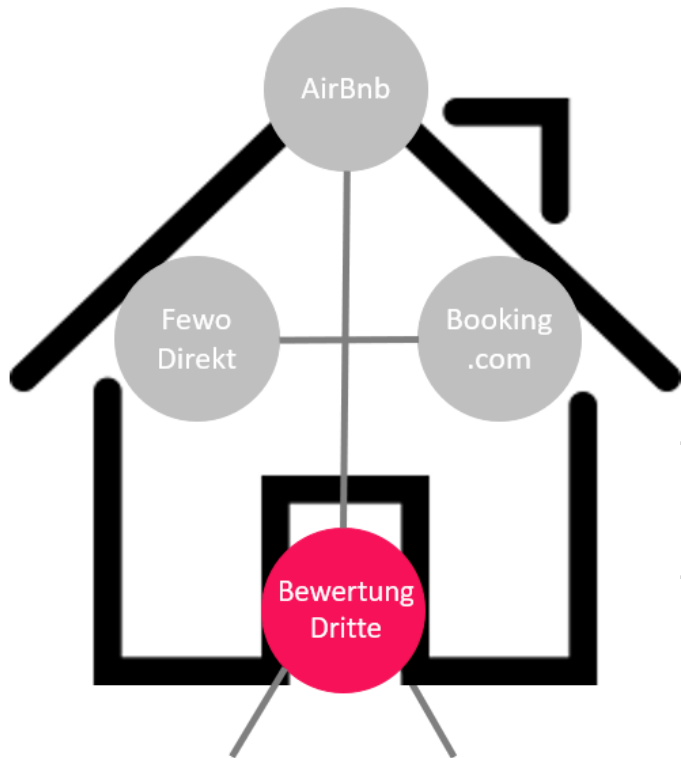 AirBnb
Fewo
Direkt
Booking
.com
Bewertung
Dritte